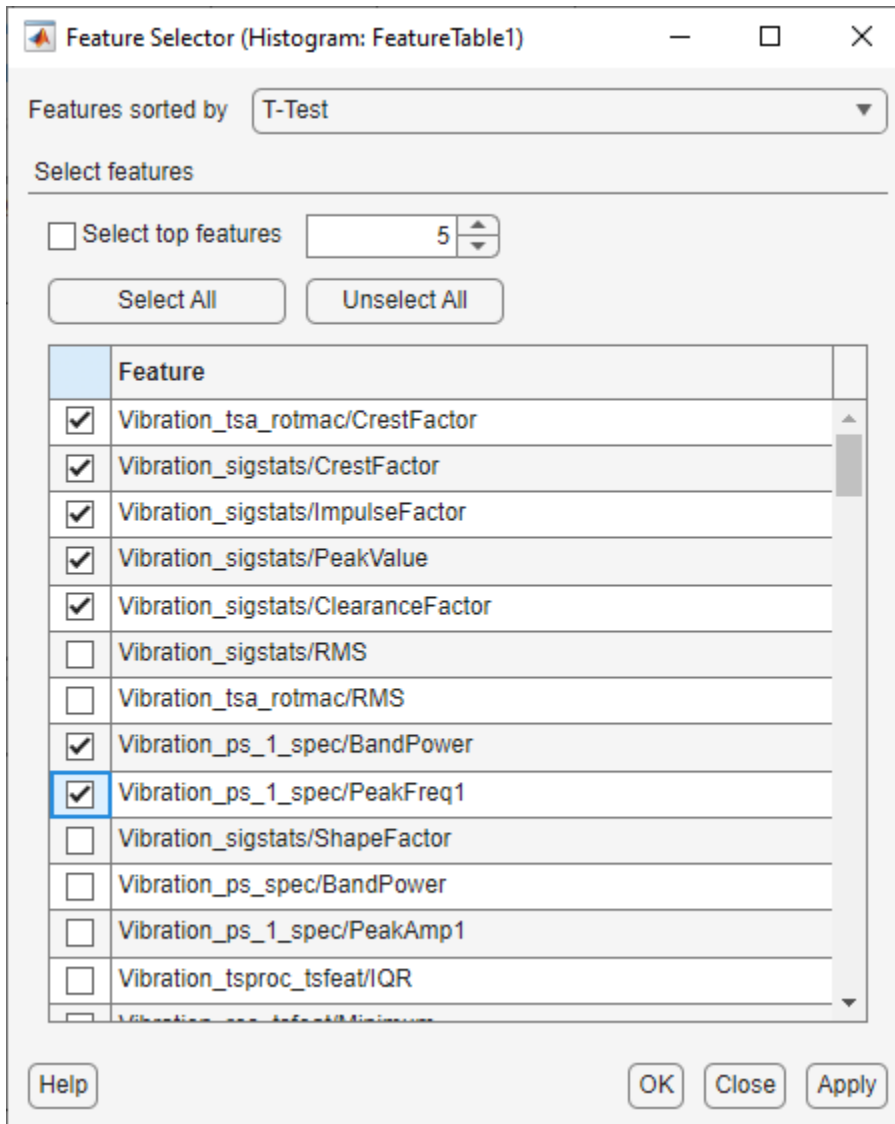 Feature Selector (Histogram: FeatureTable1)
Features sorted by T-Test
Select features
Select top features 5
Select All Unselect All
Feature
Vibration_tsa_rotmac/CrestFactor
Vibration_sigstats/CrestFactor
Vibration_sigstats/ImpulseFactor
Vibration_sigstats/PeakValue
Vibration_sigstats/ClearanceFactor
Vibration_sigstats/RMS
Vibration_tsa_rotmac/RMS
Vibration_ps_1_spec/BandPower
Vibration_ps_1_spec/PeakFreq1
Vibration_sigstats/ShapeFactor
Vibration_ps_spec/BandPower
Vibration_ps_1_spec/PeakAmp1
Vibration_tsproc_tsfeat/IQR
Help OK Close Apply